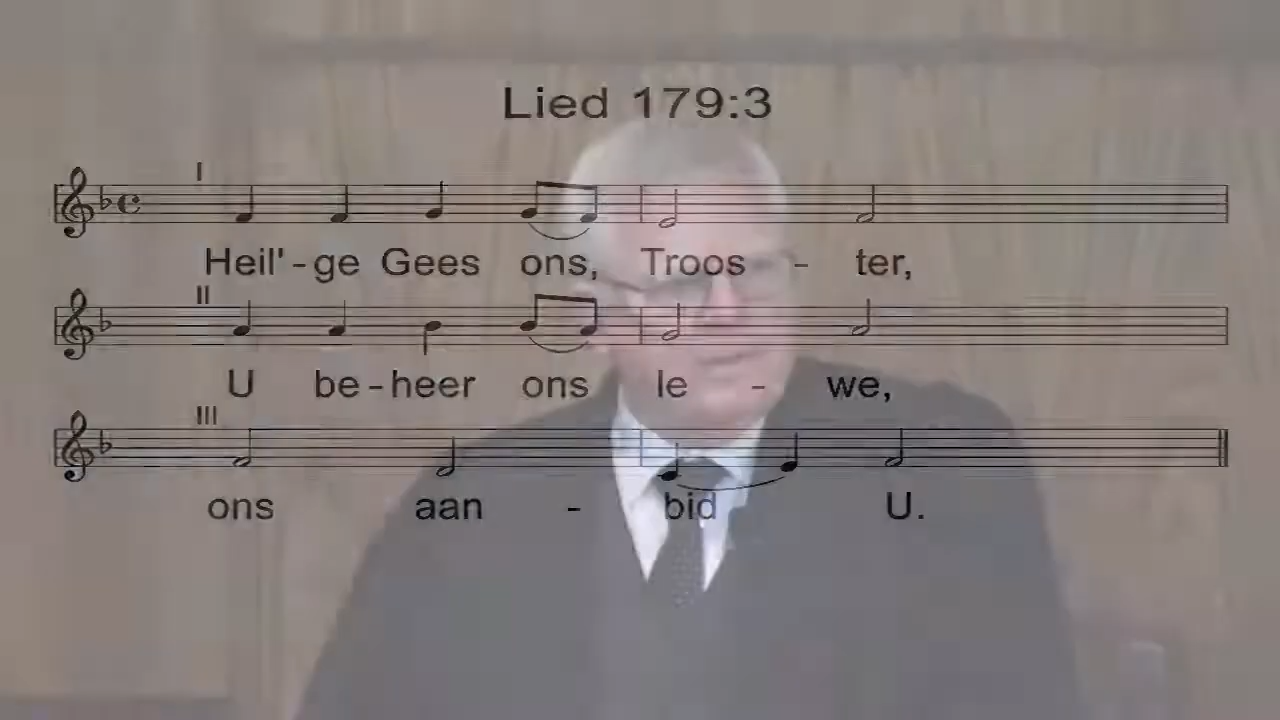 Lied 179:3
I
Heil'-ge Gees ons, Troos - ter,
II
U be-heer ons le - we,
III
ons aan - bid U.